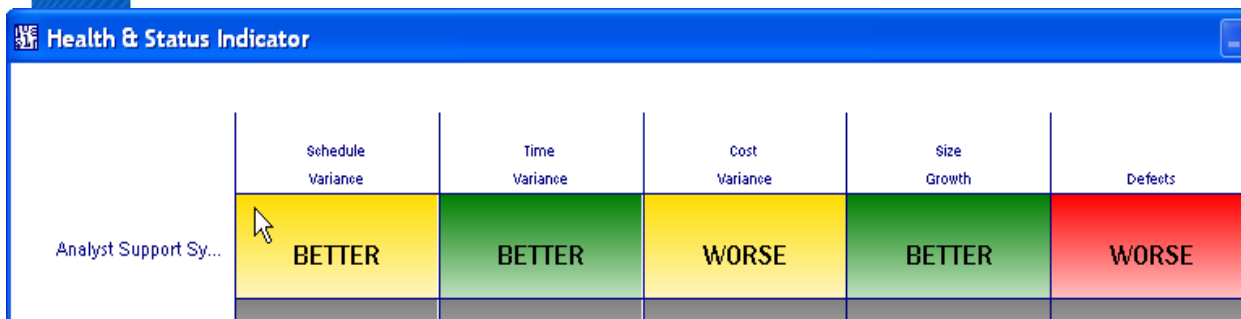 Health & Status Indicator
Schedule Variance
Time Variance
Cost Variance
Size Growth
Defects
Analyst Support Sy...
BETTER
BETTER
WORSE
BETTER
WORSE